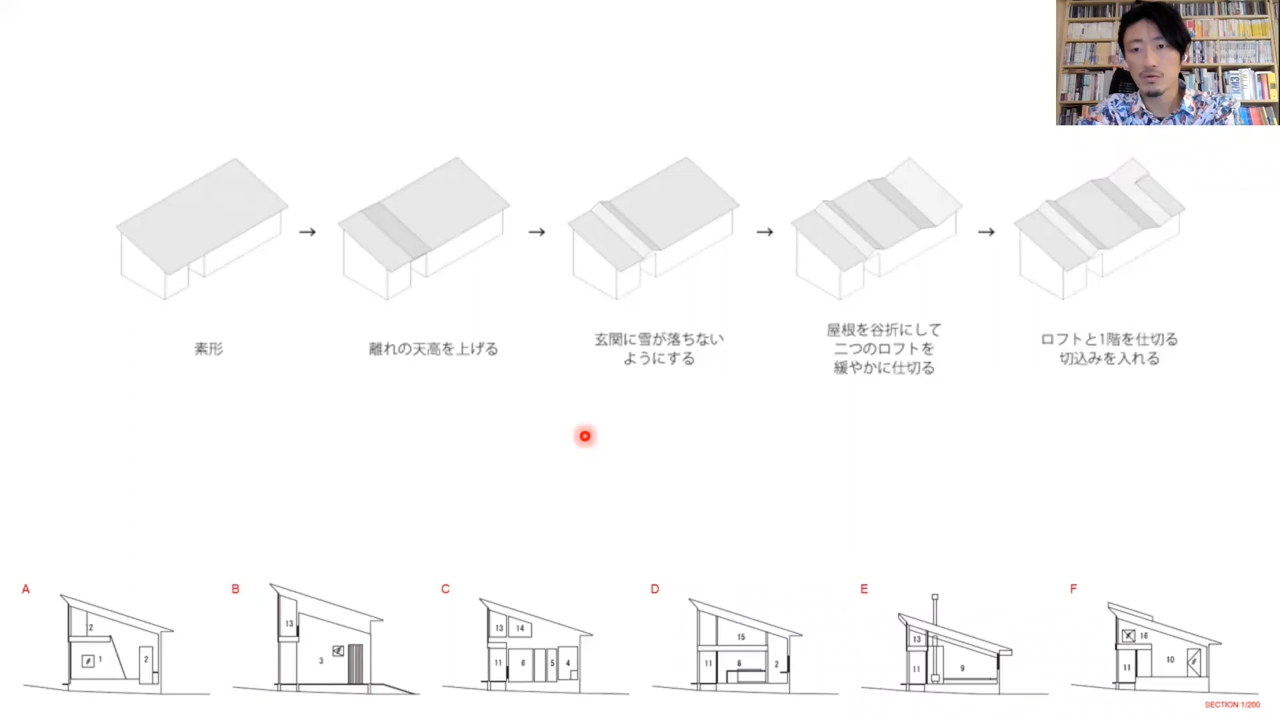 素形
離れの天高を上げる
玄関に雪が落ちない
ようにする
屋根を谷折にして
二つのロフトを
緩やかに仕切る
ロフトと1階を仕切る
切込みを入れる
A
B
C
D
E
F
2
1
2
13
3
13
14
11
6
5
4
15
11
8
2
13
11
9
16
11
10
SECTION 1/200